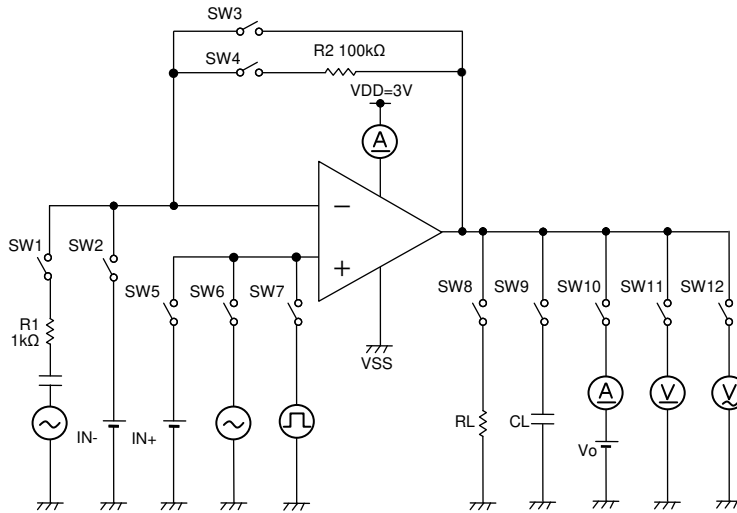 SW3
SW4
R2 100kΩ
VDD=3V
A
−
+
SW1
SW2
SW5
SW6
SW7
SW8
SW9
SW10
SW11
SW12
R1
1kΩ
VSS
A
V
V
RL
CL
IN-
IN+
Vo